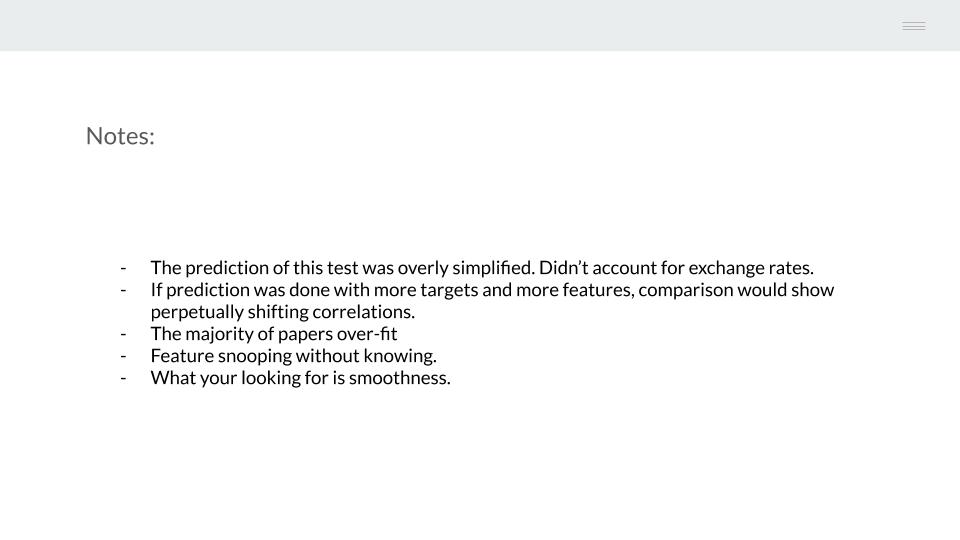 Notes:
- The prediction of this test was overly simplified. Didn’t account for exchange rates.
- If prediction was done with more targets and more features, comparison would show
perpetually shifting correlations.
- The majority of papers over-fit
- Feature snooping without knowing.
- What your looking for is smoothness.